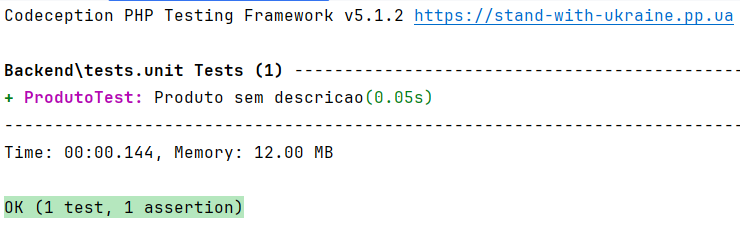 Codeception PHP Testing Framework v5.1.2 https://stand-with-ukraine.pp.ua
Backend\tests.unit Tests (1) ---------------------------------------------
+ ProdutoTest: Produto sem descricao(0.05s)
--------------------------------------------------------------------------
Time: 00:00.144, Memory: 12.00 MB
OK (1 test, 1 assertion)